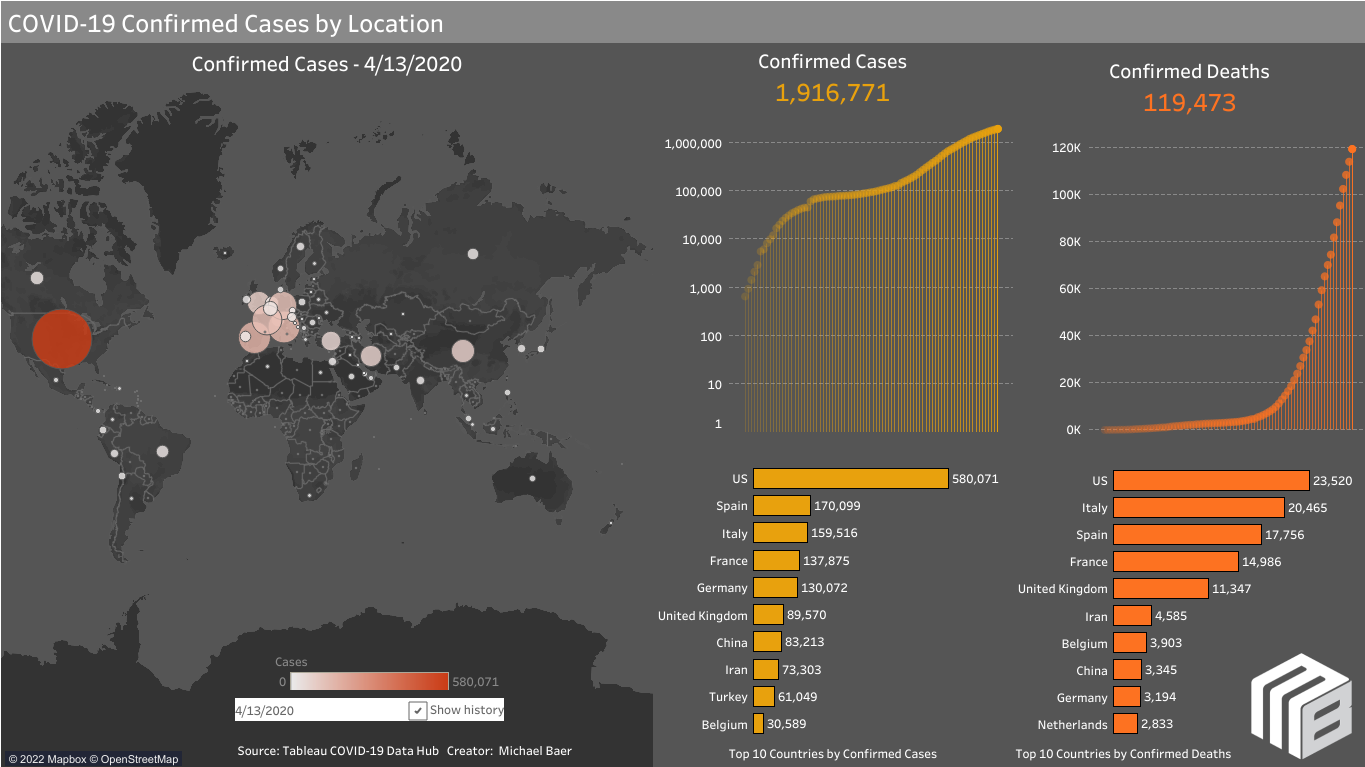 COVID-19 Confirmed Cases by Location
Confirmed Cases - 4/13/2020
Cases
0
580,071
4/13/2020
Show history
Source: Tableau COVID-19 Data Hub Creator: Michael Baer
© 2022 Mapbox © OpenStreetMap
Confirmed Cases
1,916,771
1,000,000
100,000
10,000
1,000
100
10
1
US 580,071
Spain 170,099
Italy 159,516
France 137,875
Germany 130,072
United Kingdom 89,570
China 83,213
Iran 73,303
Turkey 61,049
Belgium 30,589
Top 10 Countries by Confirmed Cases
Confirmed Deaths
119,473
120K
100K
80K
60K
40K
20K
0K
US 23,520
Italy 20,465
Spain 17,756
France 14,986
United Kingdom 11,347
Iran 4,585
Belgium 3,903
China 3,345
Germany 3,194
Netherlands 2,833
Top 10 Countries by Confirmed Deaths